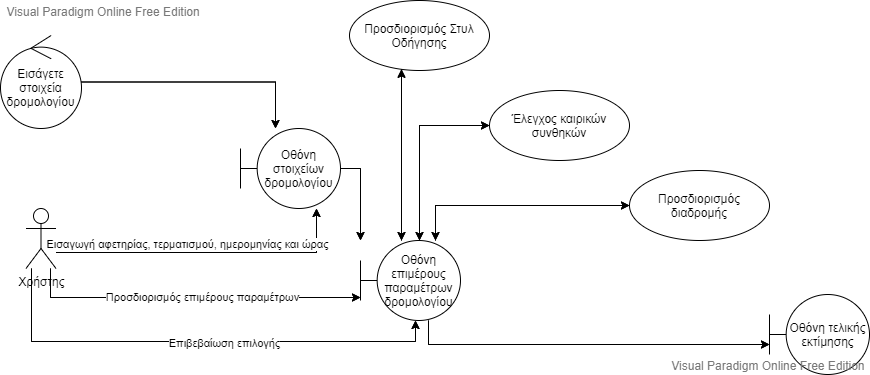 Visual Paradigm Online Free Edition
Προσδιορισμός Στυλ
Οδήγησης
Εισάγετε
στοιχεία
δρομολογίου
Έλεγχος καιρικών
συνθηκών
Οθόνη
στοιχείων
δρομολογίου
Προσδιορισμός
διαδρομής
Εισαγωγή αφετηρίας, τερματισμού, ημερομηνίας και ώρας
Χρήστης
Οθόνη
επιμέρους
παραμέτρων
δρομολογίου
Προσδιορισμός επιμέρους παραμέτρων
Επιβεβαίωση επιλογής
Οθόνη τελικής
εκτίμησης
Visual Paradigm Online Free Edition